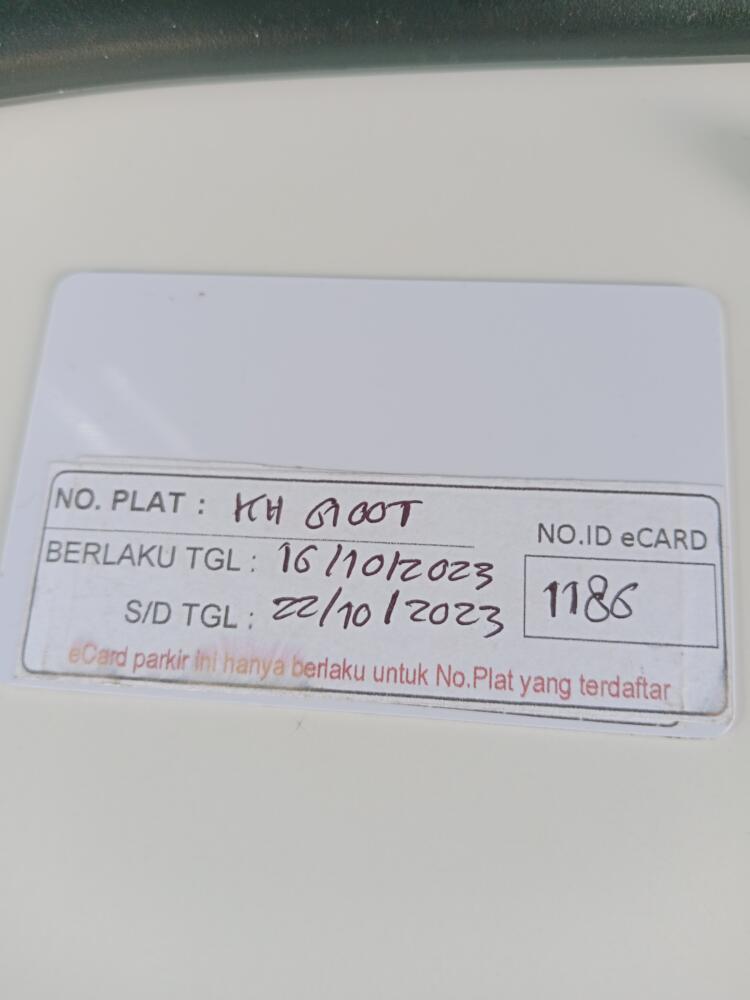 NO. PLAT : KH 9100T
NO.ID eCARD
BERLAKU TGL : 16/10/2023
1186
S/D TGL : 22/10/2023
eCard parkir ini hanya berlaku untuk No.Plat yang terdaftar